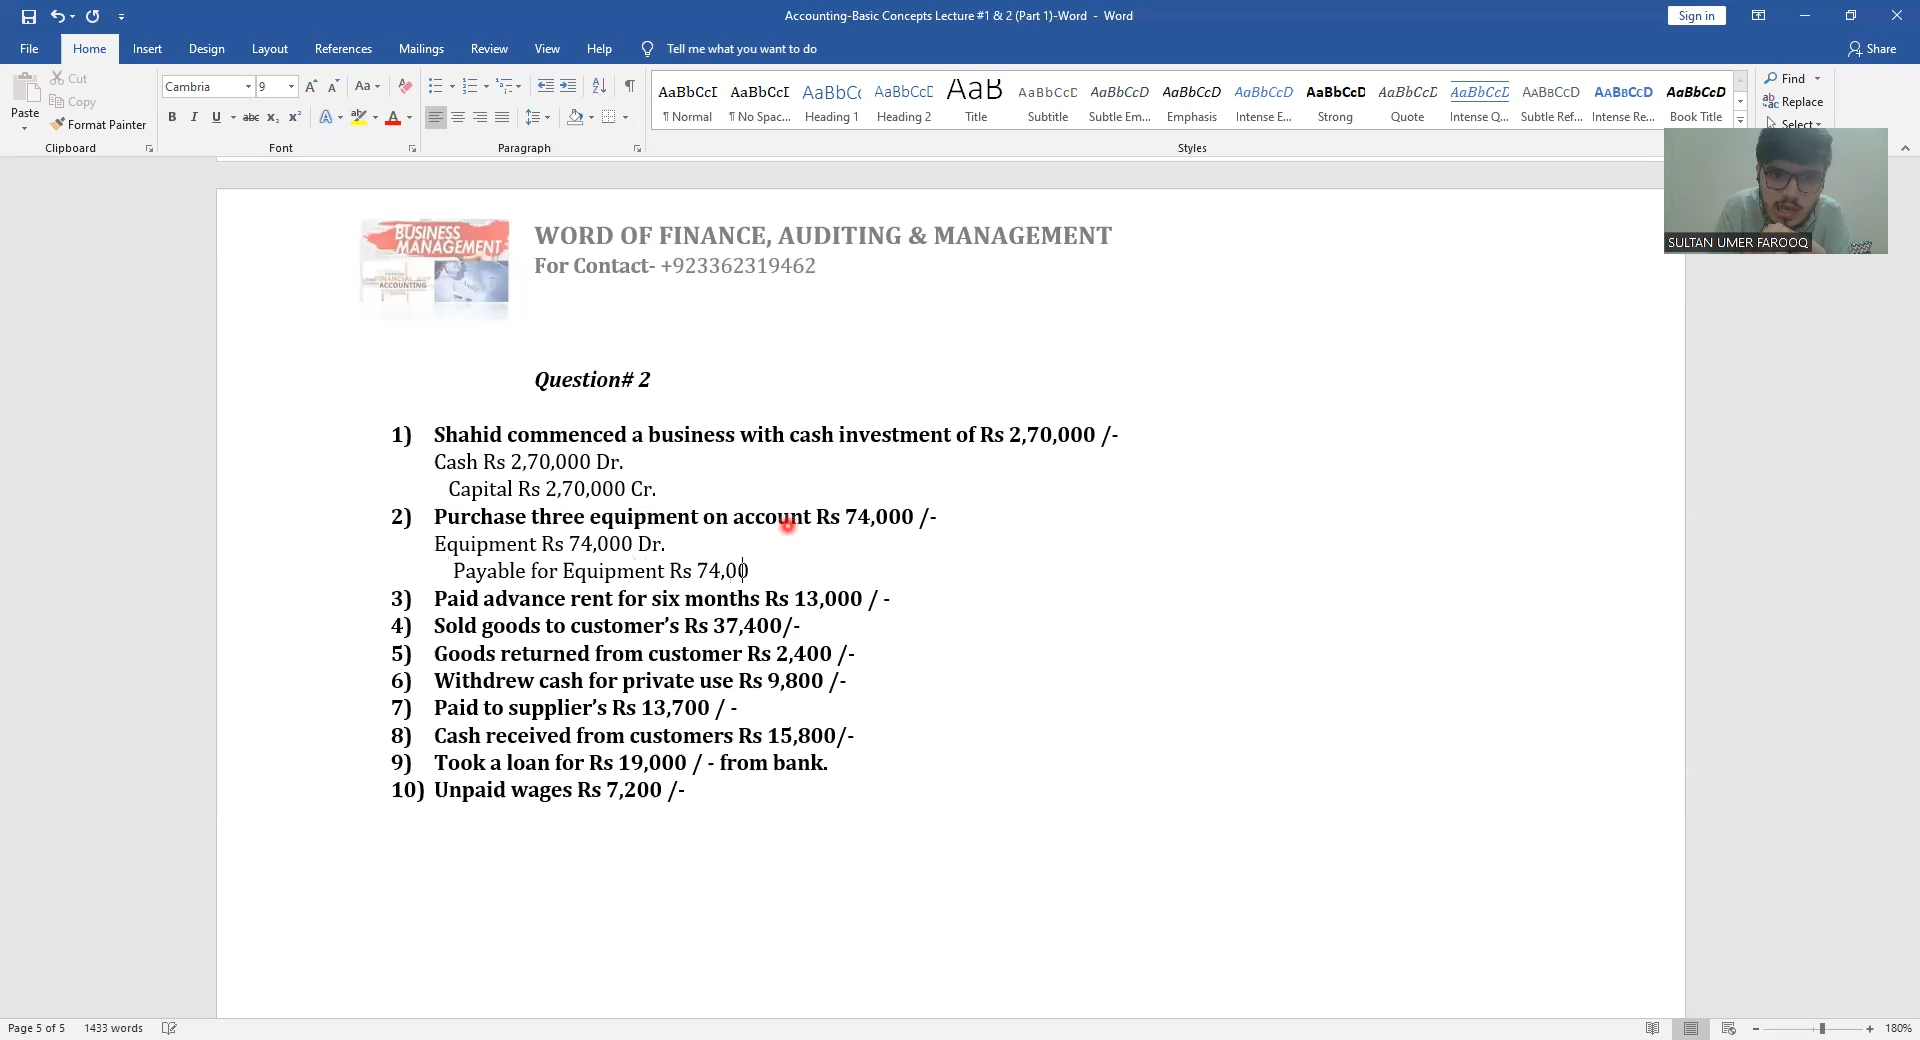 Accounting-Basic Concepts Lecture #1 & 2 (Part 1)-Word - Word
Sign in
File Home Insert Design Layout References Mailings Review View Help Tell me what you want to do Share
Cut
Copy
Paste
Format Painter
Clipboard
Cambria 9
Font
Paragraph
AaBbCcI AaBbCcI AaBbC( AaBbCcE AaB AaBbCcD AaBbCcD AaBbCcD AaBbCcD AaBbCcD AaBbCcD AaBbCcD AaBbCcD AaBbCcD AaBbCcD
¶ Normal ¶ No Spac... Heading 1 Heading 2 Title Subtitle Subtle Em... Emphasis Intense E... Strong Quote Intense Q... Subtle Ref... Intense Re... Book Title
Styles
Find
Replace
Select
SULTAN UMER FAROOQ
BUSINESS
MANAGEMENT
FINANCIAL
ACCOUNTING
WORD OF FINANCE, AUDITING & MANAGEMENT
For Contact- +923362319462
Question# 2
1) Shahid commenced a business with cash investment of Rs 2,70,000 /-
Cash Rs 2,70,000 Dr.
Capital Rs 2,70,000 Cr.
2) Purchase three equipment on account Rs 74,000 /-
Equipment Rs 74,000 Dr.
Payable for Equipment Rs 74,00
3) Paid advance rent for six months Rs 13,000 / -
4) Sold goods to customer’s Rs 37,400/-
5) Goods returned from customer Rs 2,400 /-
6) Withdrew cash for private use Rs 9,800 /-
7) Paid to supplier’s Rs 13,700 / -
8) Cash received from customers Rs 15,800/-
9) Took a loan for Rs 19,000 / - from bank.
10) Unpaid wages Rs 7,200 /-
Page 5 of 5 1433 words
180%